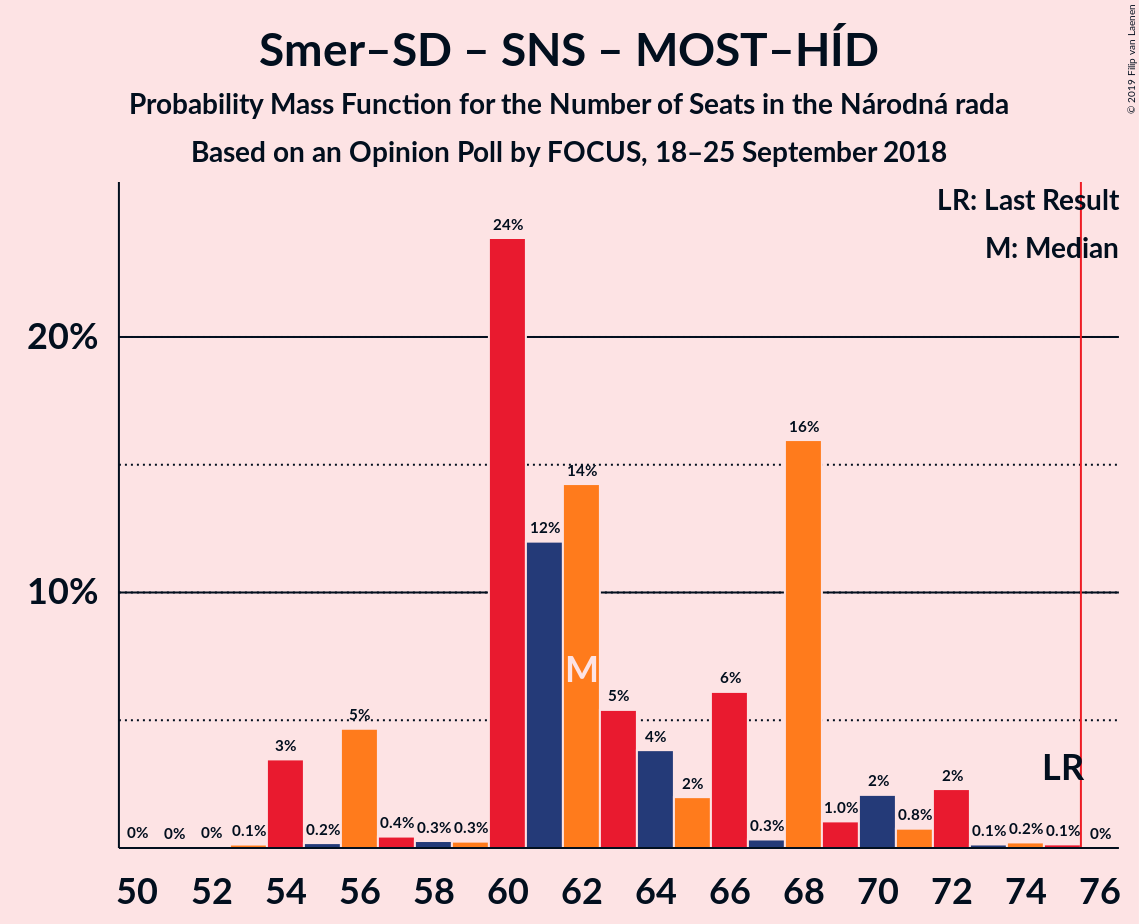 Smer–SD – SNS – MOST–HÍD
Probability Mass Function for the Number of Seats in the Národná rada
Based on an Opinion Poll by FOCUS, 18–25 September 2018
© 2019 Filip van Laenen
LR: Last Result
M: Median
24%
20%
16%
14%
12%
10%
M
6%
5%
5%
4%
3%
LR
2%
2%
2%
0% 0% 0% 0.1% 0.2% 0.4% 0.3% 0.3% 0.3% 1.0% 0.8% 0.1% 0.2% 0.1% 0%
50 52 54 56 58 60 62 64 66 68 70 72 74 76